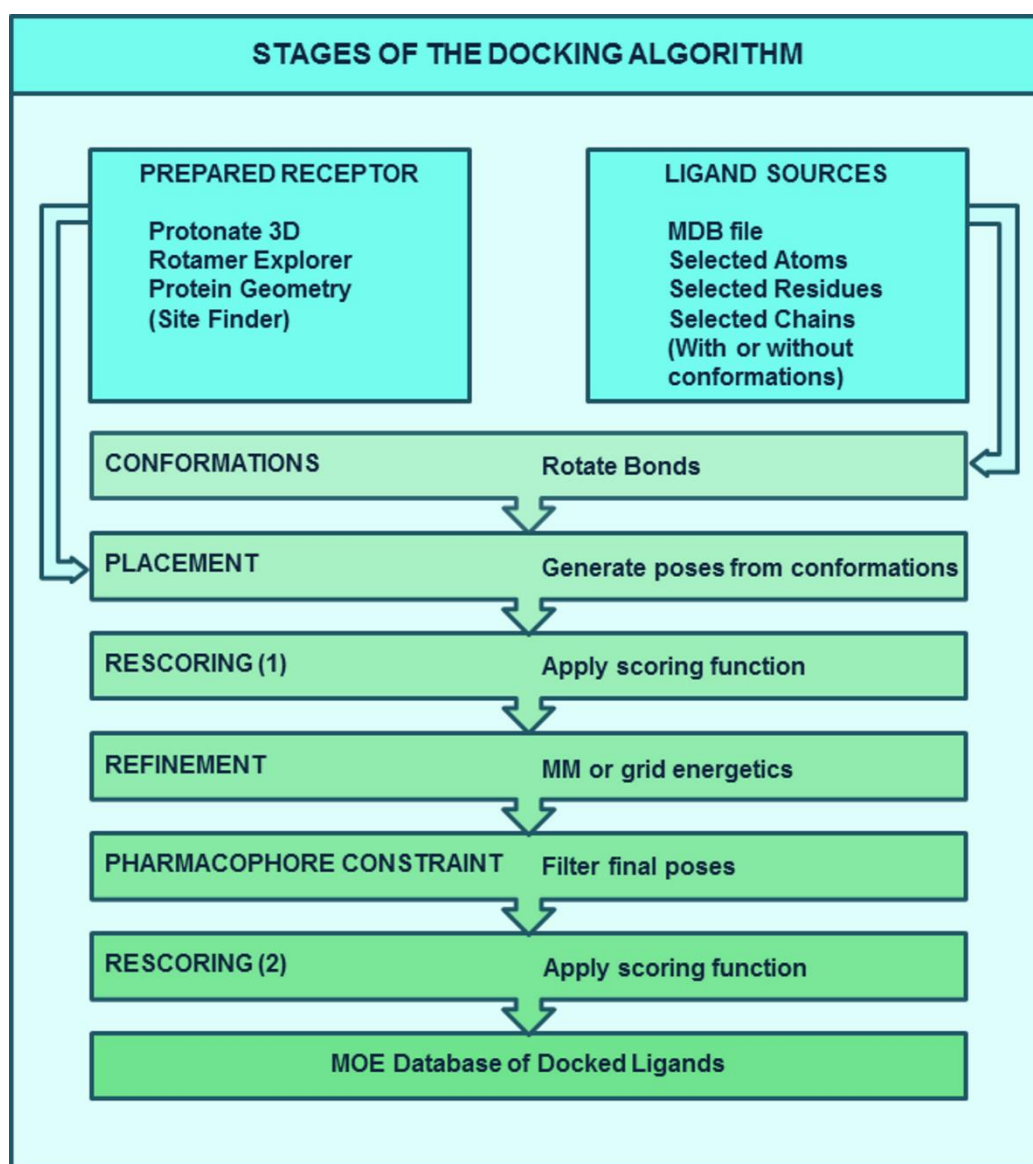 STAGES OF THE DOCKING ALGORITHM
PREPARED RECEPTOR
Protonate 3D
Rotamer Explorer
Protein Geometry
(Site Finder)
LIGAND SOURCES
MDB file
Selected Atoms
Selected Residues
Selected Chains
(With or without
conformations)
CONFORMATIONS Rotate Bonds
PLACEMENT Generate poses from conformations
RESCORING (1) Apply scoring function
REFINEMENT MM or grid energetics
PHARMACOPHORE CONSTRAINT Filter final poses
RESCORING (2) Apply scoring function
MOE Database of Docked Ligands